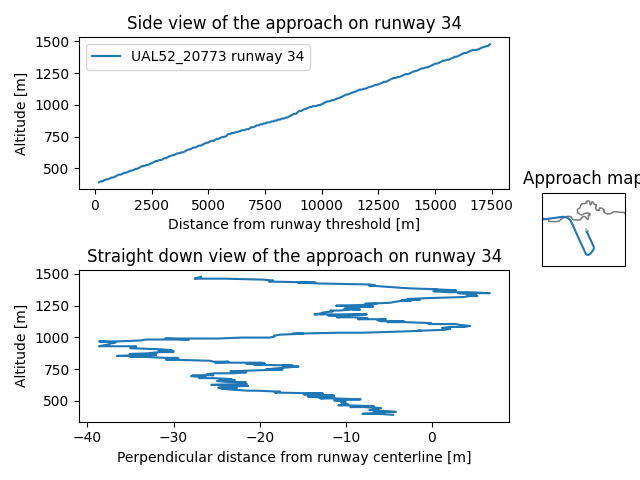 Side view of the approach on runway 34
1500
1250
1000
750
500
Altitude [m]
UAL52_20773 runway 34
0 2500 5000 7500 10000 12500 15000 17500
Distance from runway threshold [m]
Approach map
Straight down view of the approach on runway 34
1500
1250
1000
750
500
Altitude [m]
−40 −30 −20 −10 0
Perpendicular distance from runway centerline [m]